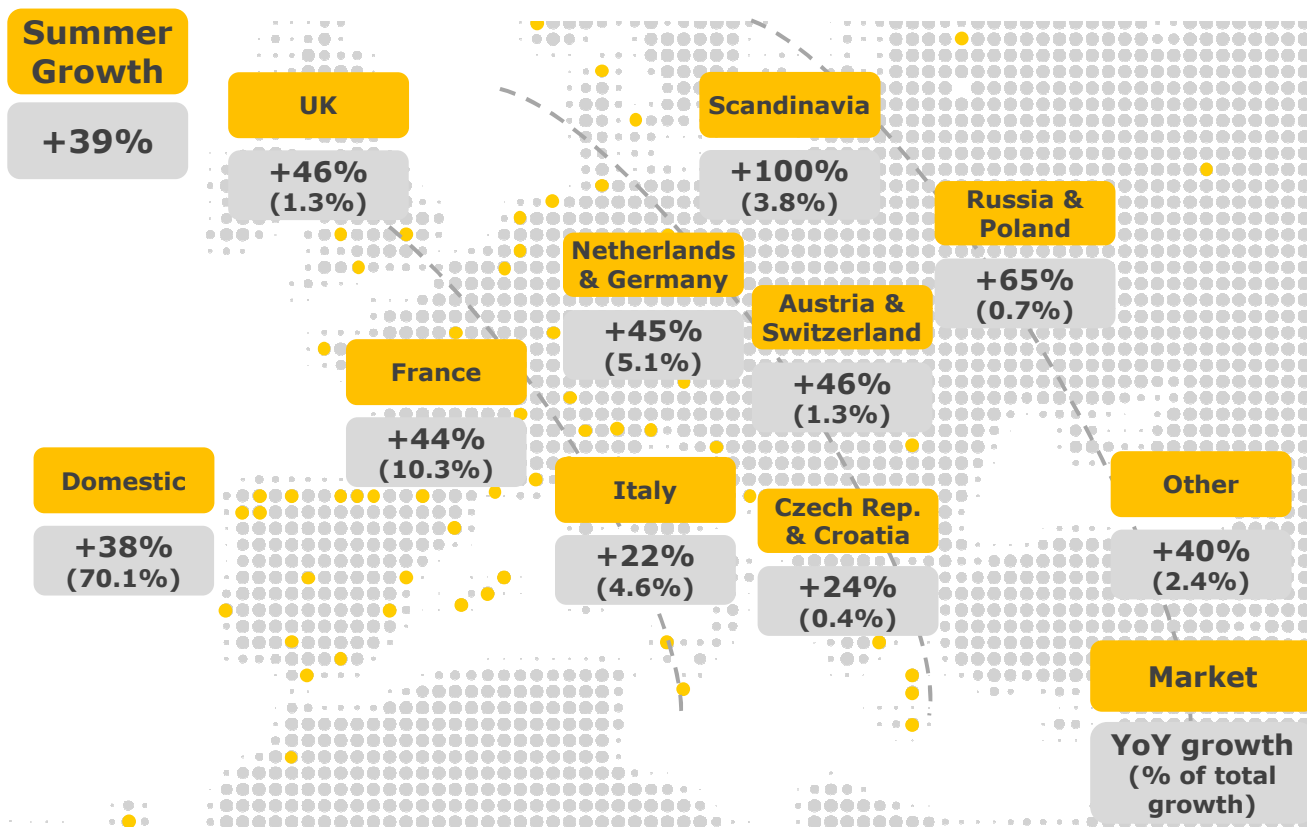 Summer
Growth
+39%
UK
+46%
(1.3%)
Scandinavia
+100%
(3.8%)
Russia &
Poland
+65%
(0.7%)
Netherlands
& Germany
+45%
(5.1%)
Austria &
Switzerland
+46%
(1.3%)
France
+44%
(10.3%)
Domestic
+38%
(70.1%)
Italy
+22%
(4.6%)
Czech Rep.
& Croatia
+24%
(0.4%)
Other
+40%
(2.4%)
Market
YoY growth
(% of total
growth)